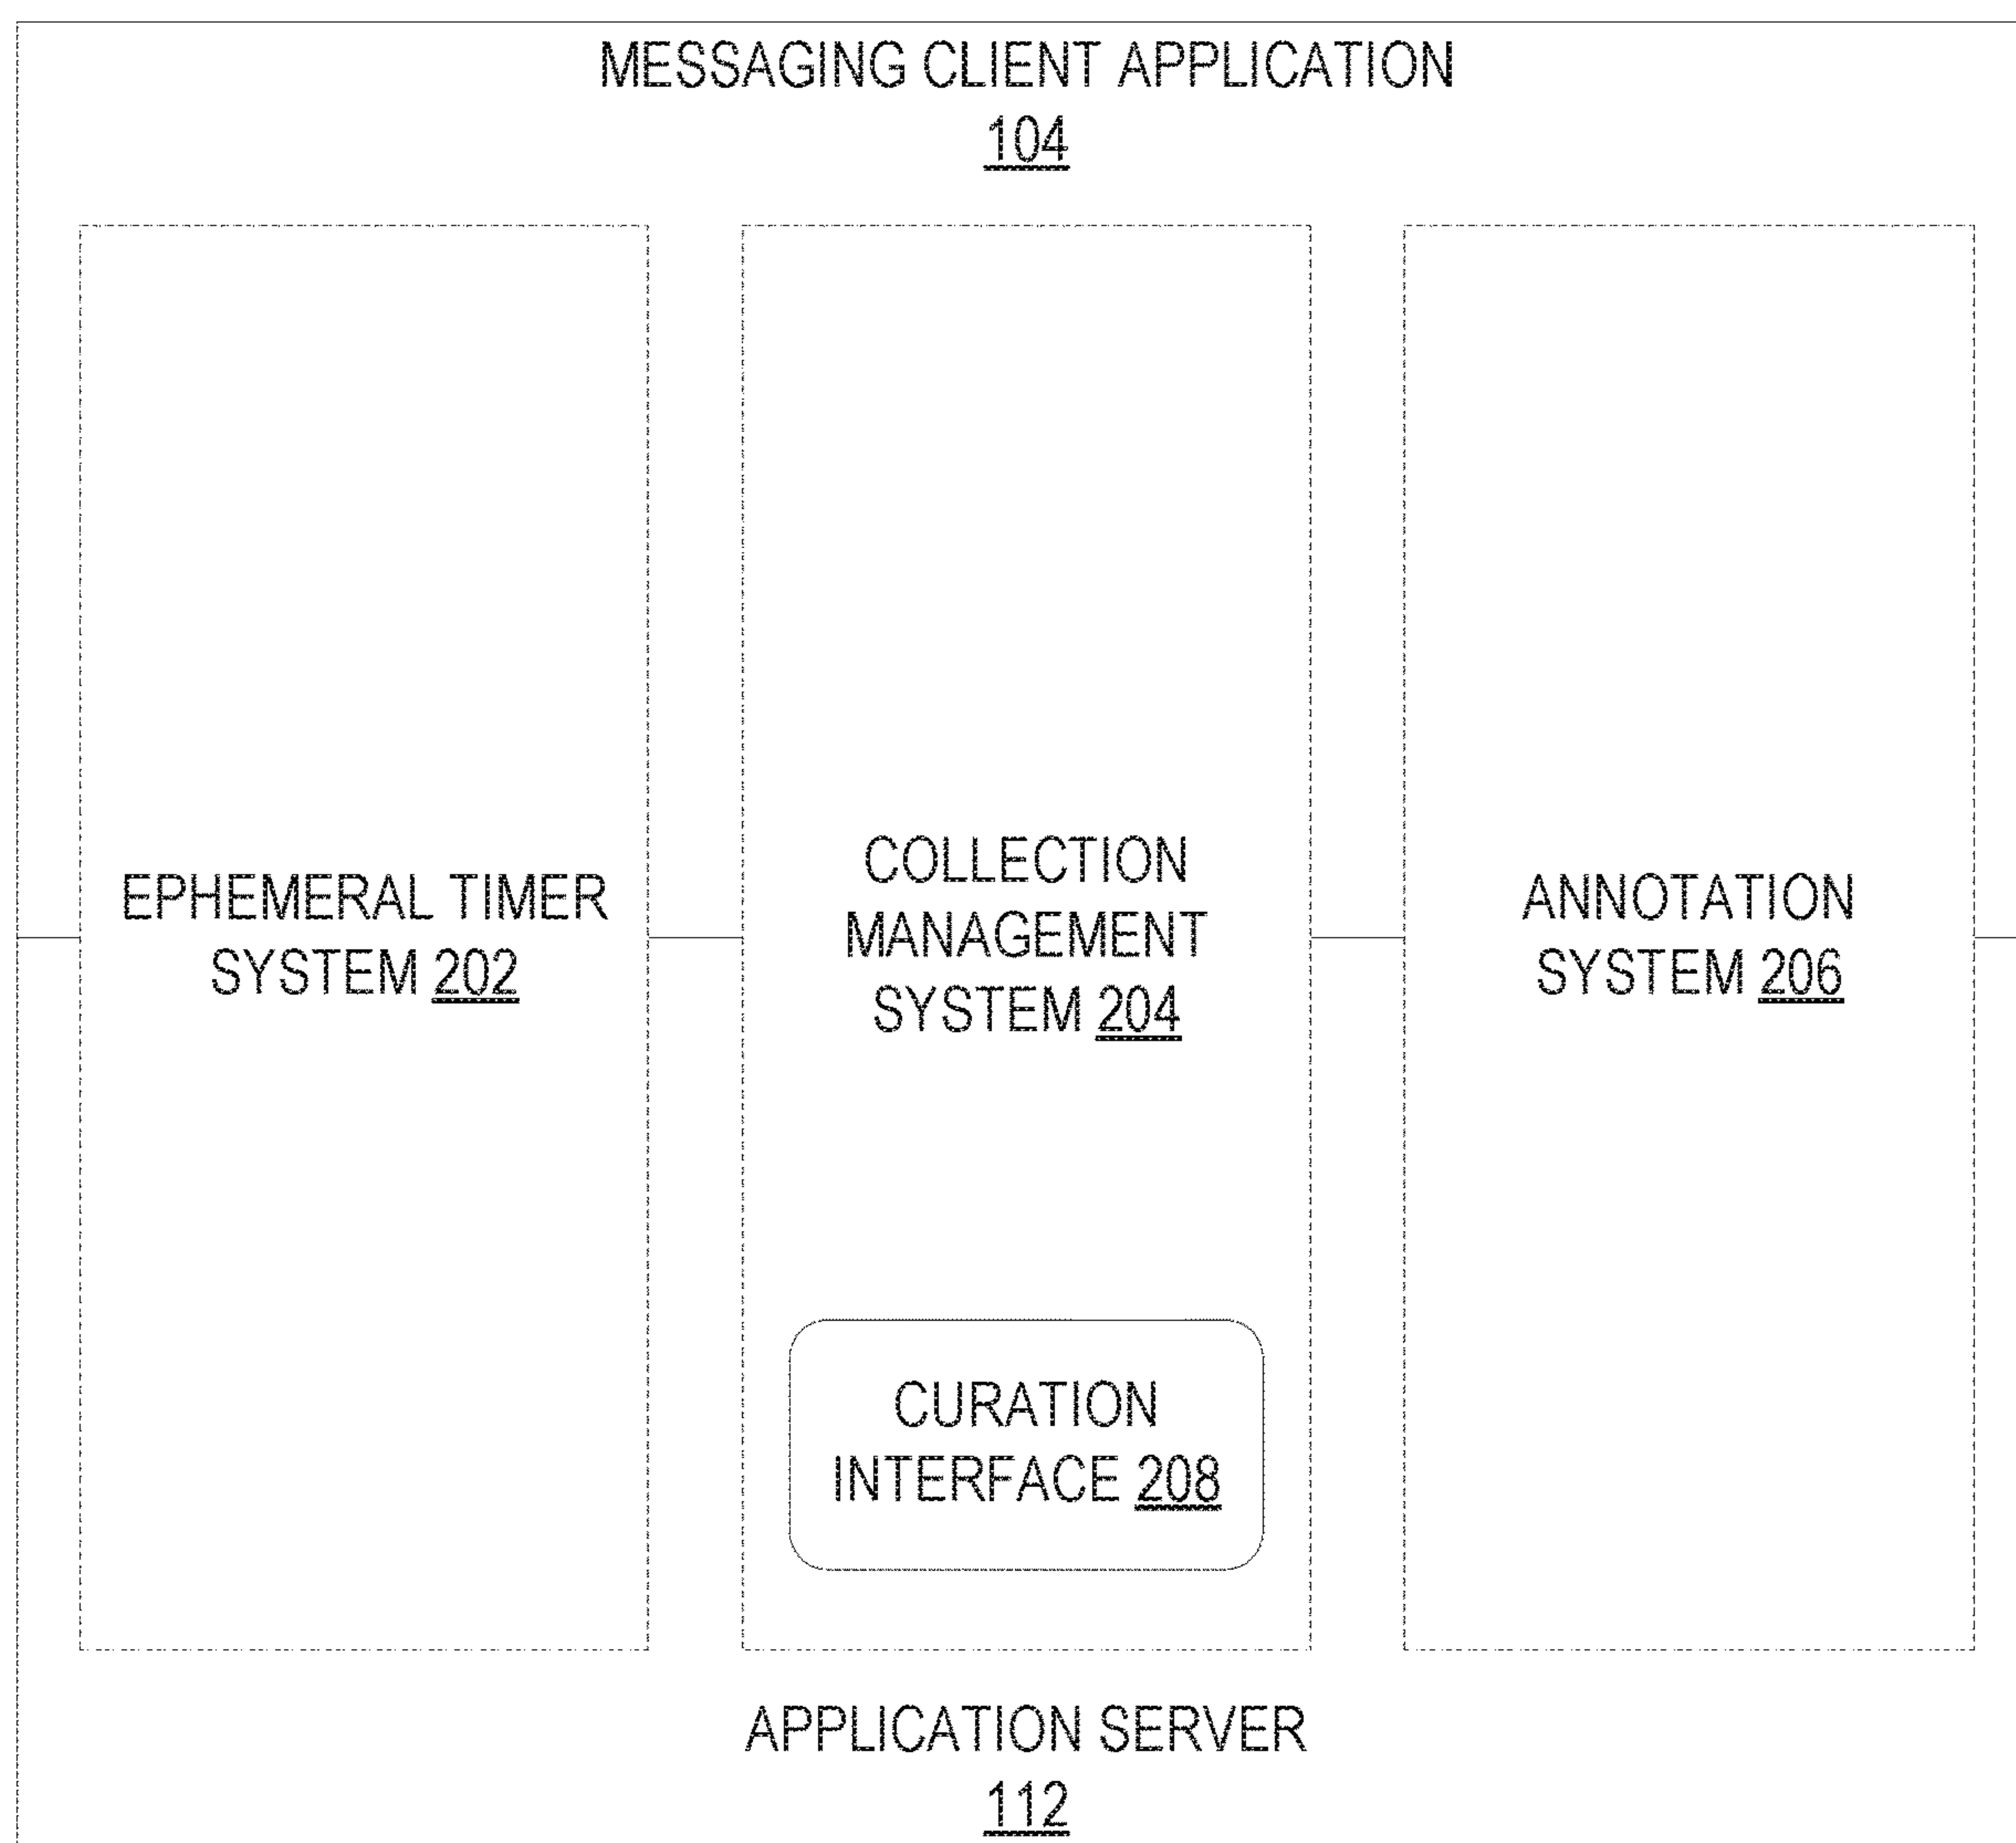 MESSAGING CLIENT APPLICATION
104
EPHEMERAL TIMER
SYSTEM 202
COLLECTION
MANAGEMENT
SYSTEM 204
ANNOTATION
SYSTEM 206
CURATION
INTERFACE 208
APPLICATION SERVER
112